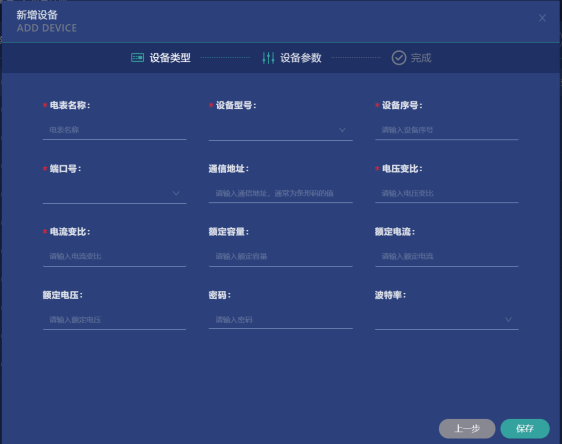 新增设备
ADD DEVICE
X
设备类型 设备参数 完成
* 电表名称: * 设备型号: * 设备序号:
电表名称 请输入设备序号
* 端口号: 通信地址: * 电压变比:
请输入通信地址, 通常为条形码的值 请输入电压变比
* 电流变比: 额定容量: 额定电流:
请输入电流变比 请输入额定容量 请输入额定电流
额定电压: 密码: 波特率:
请输入额定电压 请输入密码
上一步 保存